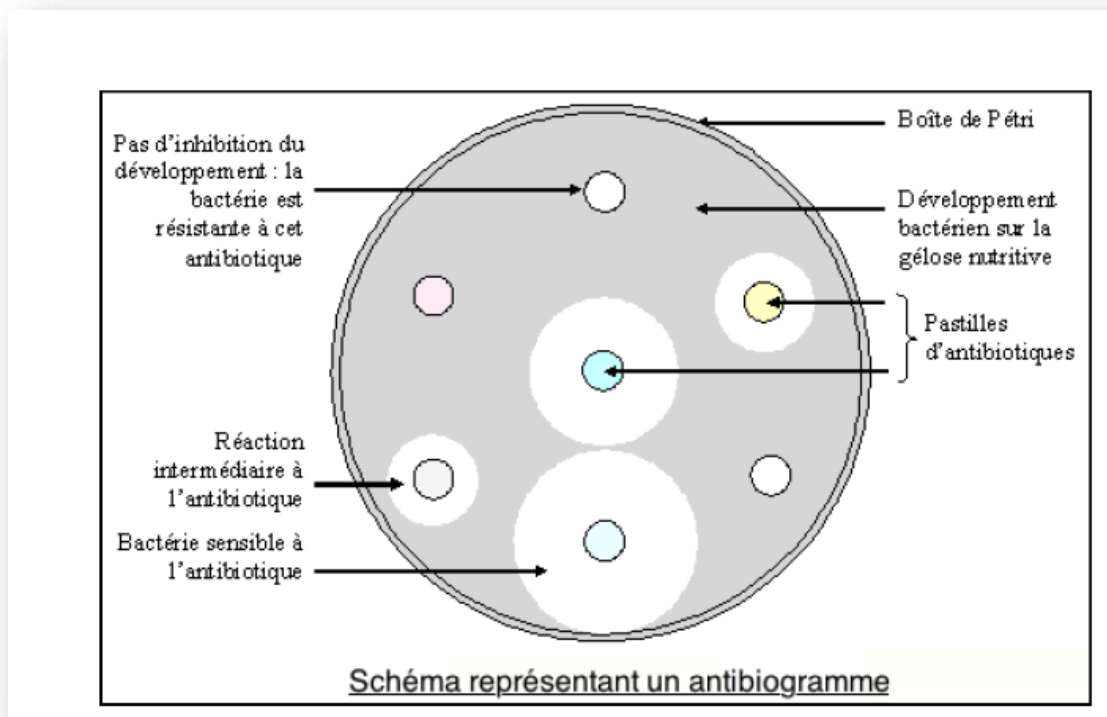 Pas d'inhibition du
développement : la
bactérie est
résistante à cet
antibiotique
Réaction
intermédiaire à
l'antibiotique
Bactérie sensible à
l'antibiotique
Boîte de Pétri
Développement
bactérien sur la
gélose nutritive
Pastilles
d'antibiotiques
Schéma représentant un antibiogramme